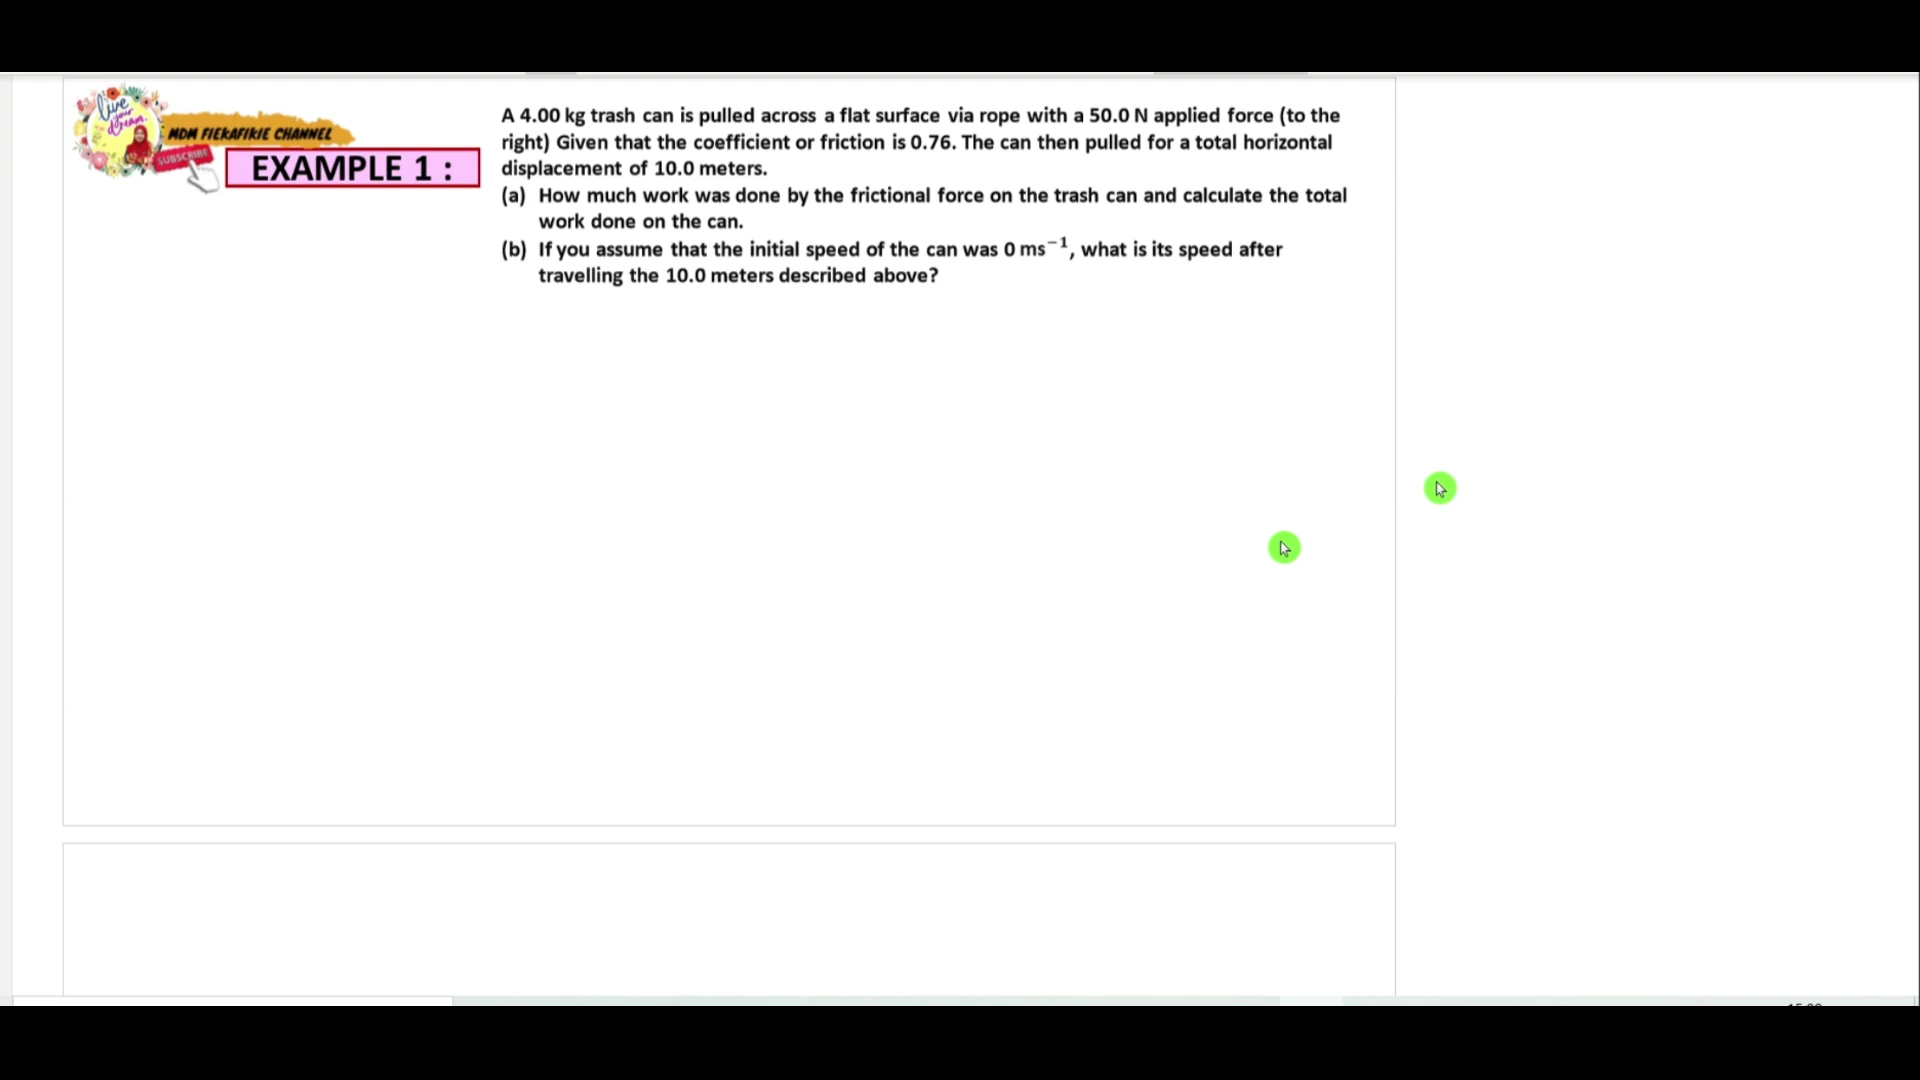 live
your
dream.
MDM FIEKAFIKIE CHANNEL
SUBSCRIBE
EXAMPLE 1 :
A 4.00 kg trash can is pulled across a flat surface via rope with a 50.0 N applied force (to the
right) Given that the coefficient or friction is 0.76. The can then pulled for a total horizontal
displacement of 10.0 meters.
(a) How much work was done by the frictional force on the trash can and calculate the total
work done on the can.
(b) If you assume that the initial speed of the can was 0 ms⁻¹, what is its speed after
travelling the 10.0 meters described above?